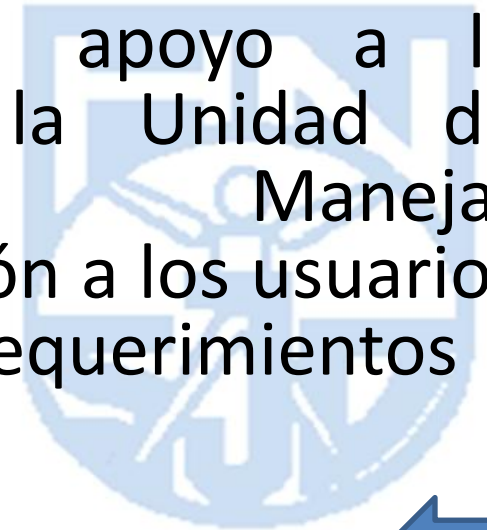 apoyo a l
la Unidad d
Maneja
ón a los usuario
equerimientos